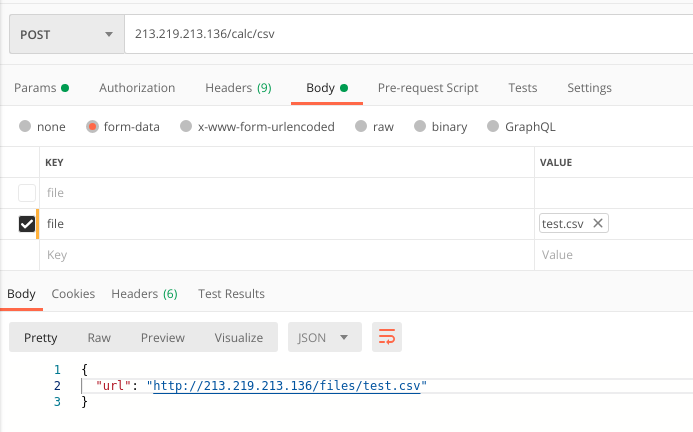 POST 213.219.213.136/calc/csv
Params Authorization Headers (9) Body Pre-request Script Tests Settings
none form-data x-www-form-urlencoded raw binary GraphQL
KEY VALUE
file
file test.csv
Key Value
Body Cookies Headers (6) Test Results
Pretty Raw Preview Visualize JSON
1 {
2 "url": "http://213.219.213.136/files/test.csv"
3 }